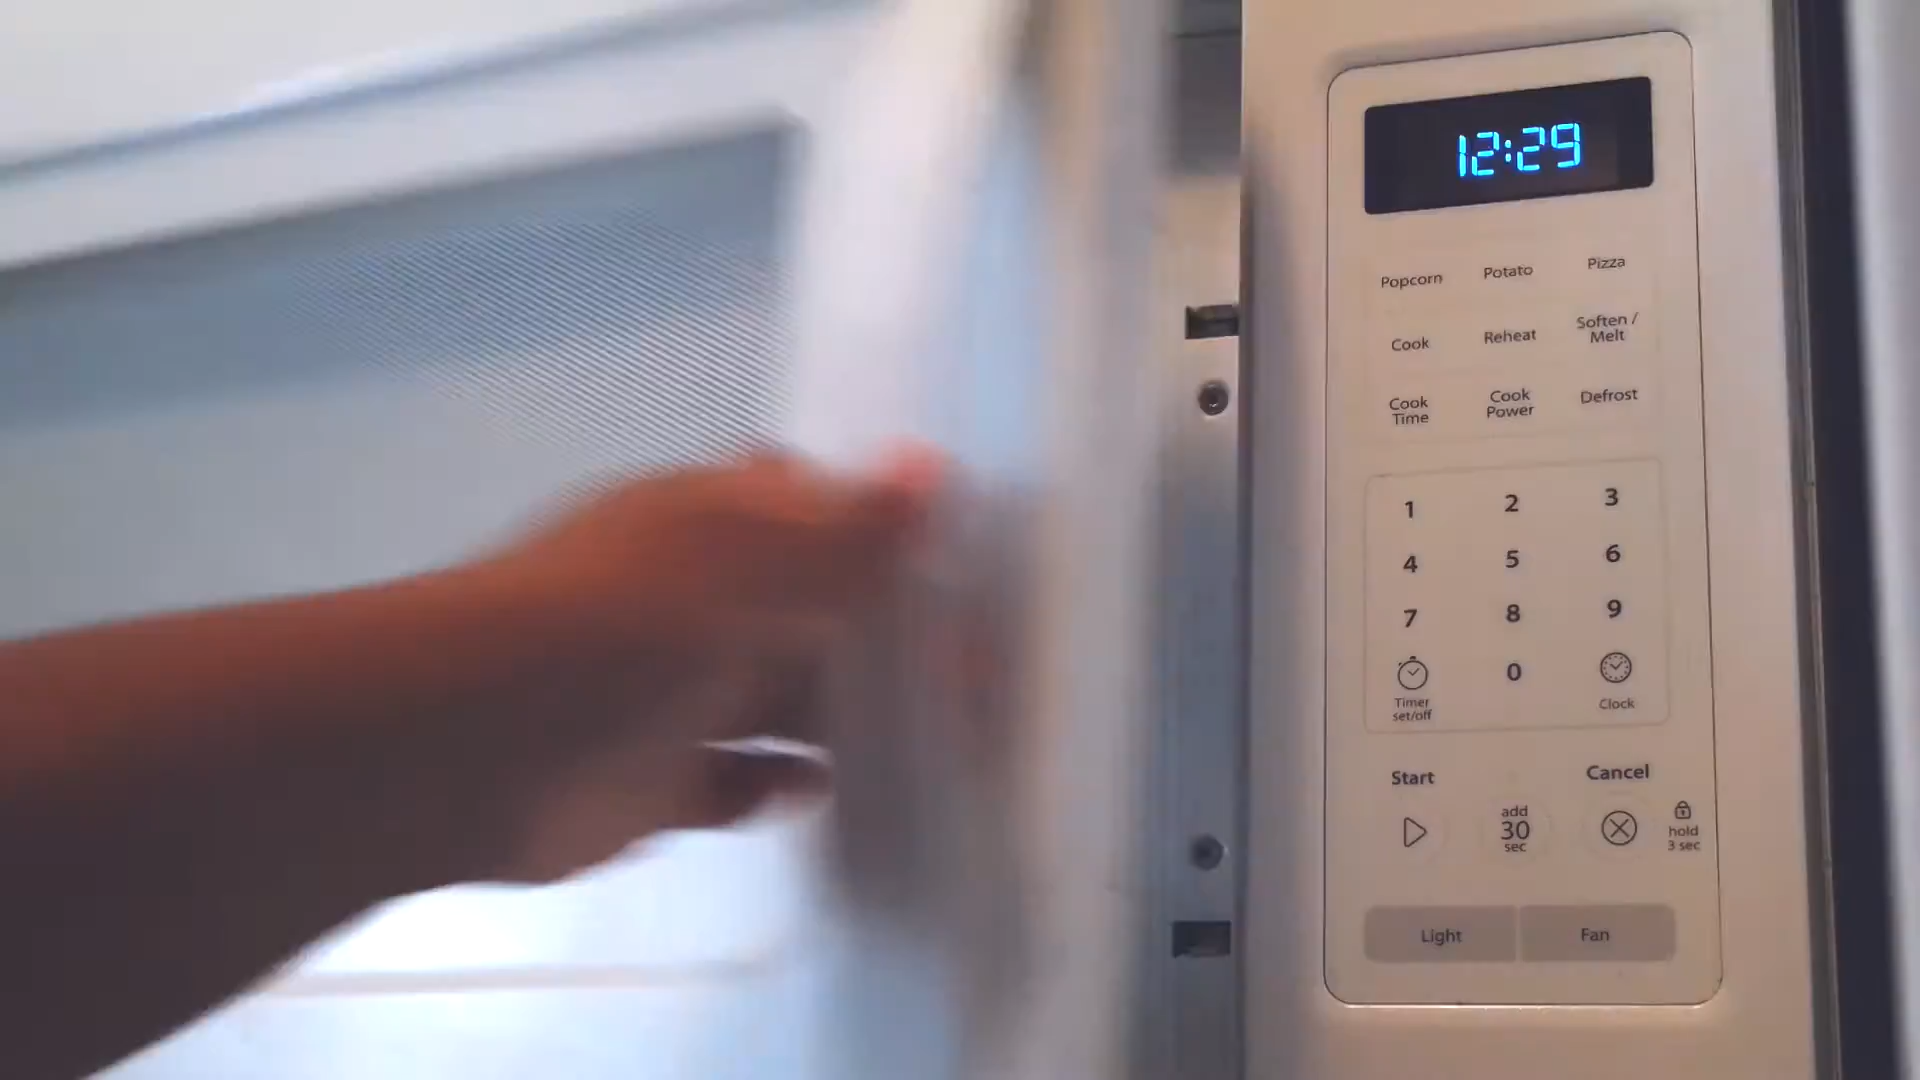 12:29
Popcorn Potato Pizza
Cook Reheat Soften /
Melt
Cook
Time
Cook
Power
Defrost
1 2 3
4 5 6
7 8 9
0
Timer
set/off
Clock
Start
Cancel
add
30
sec
hold
3 sec
Light Fan